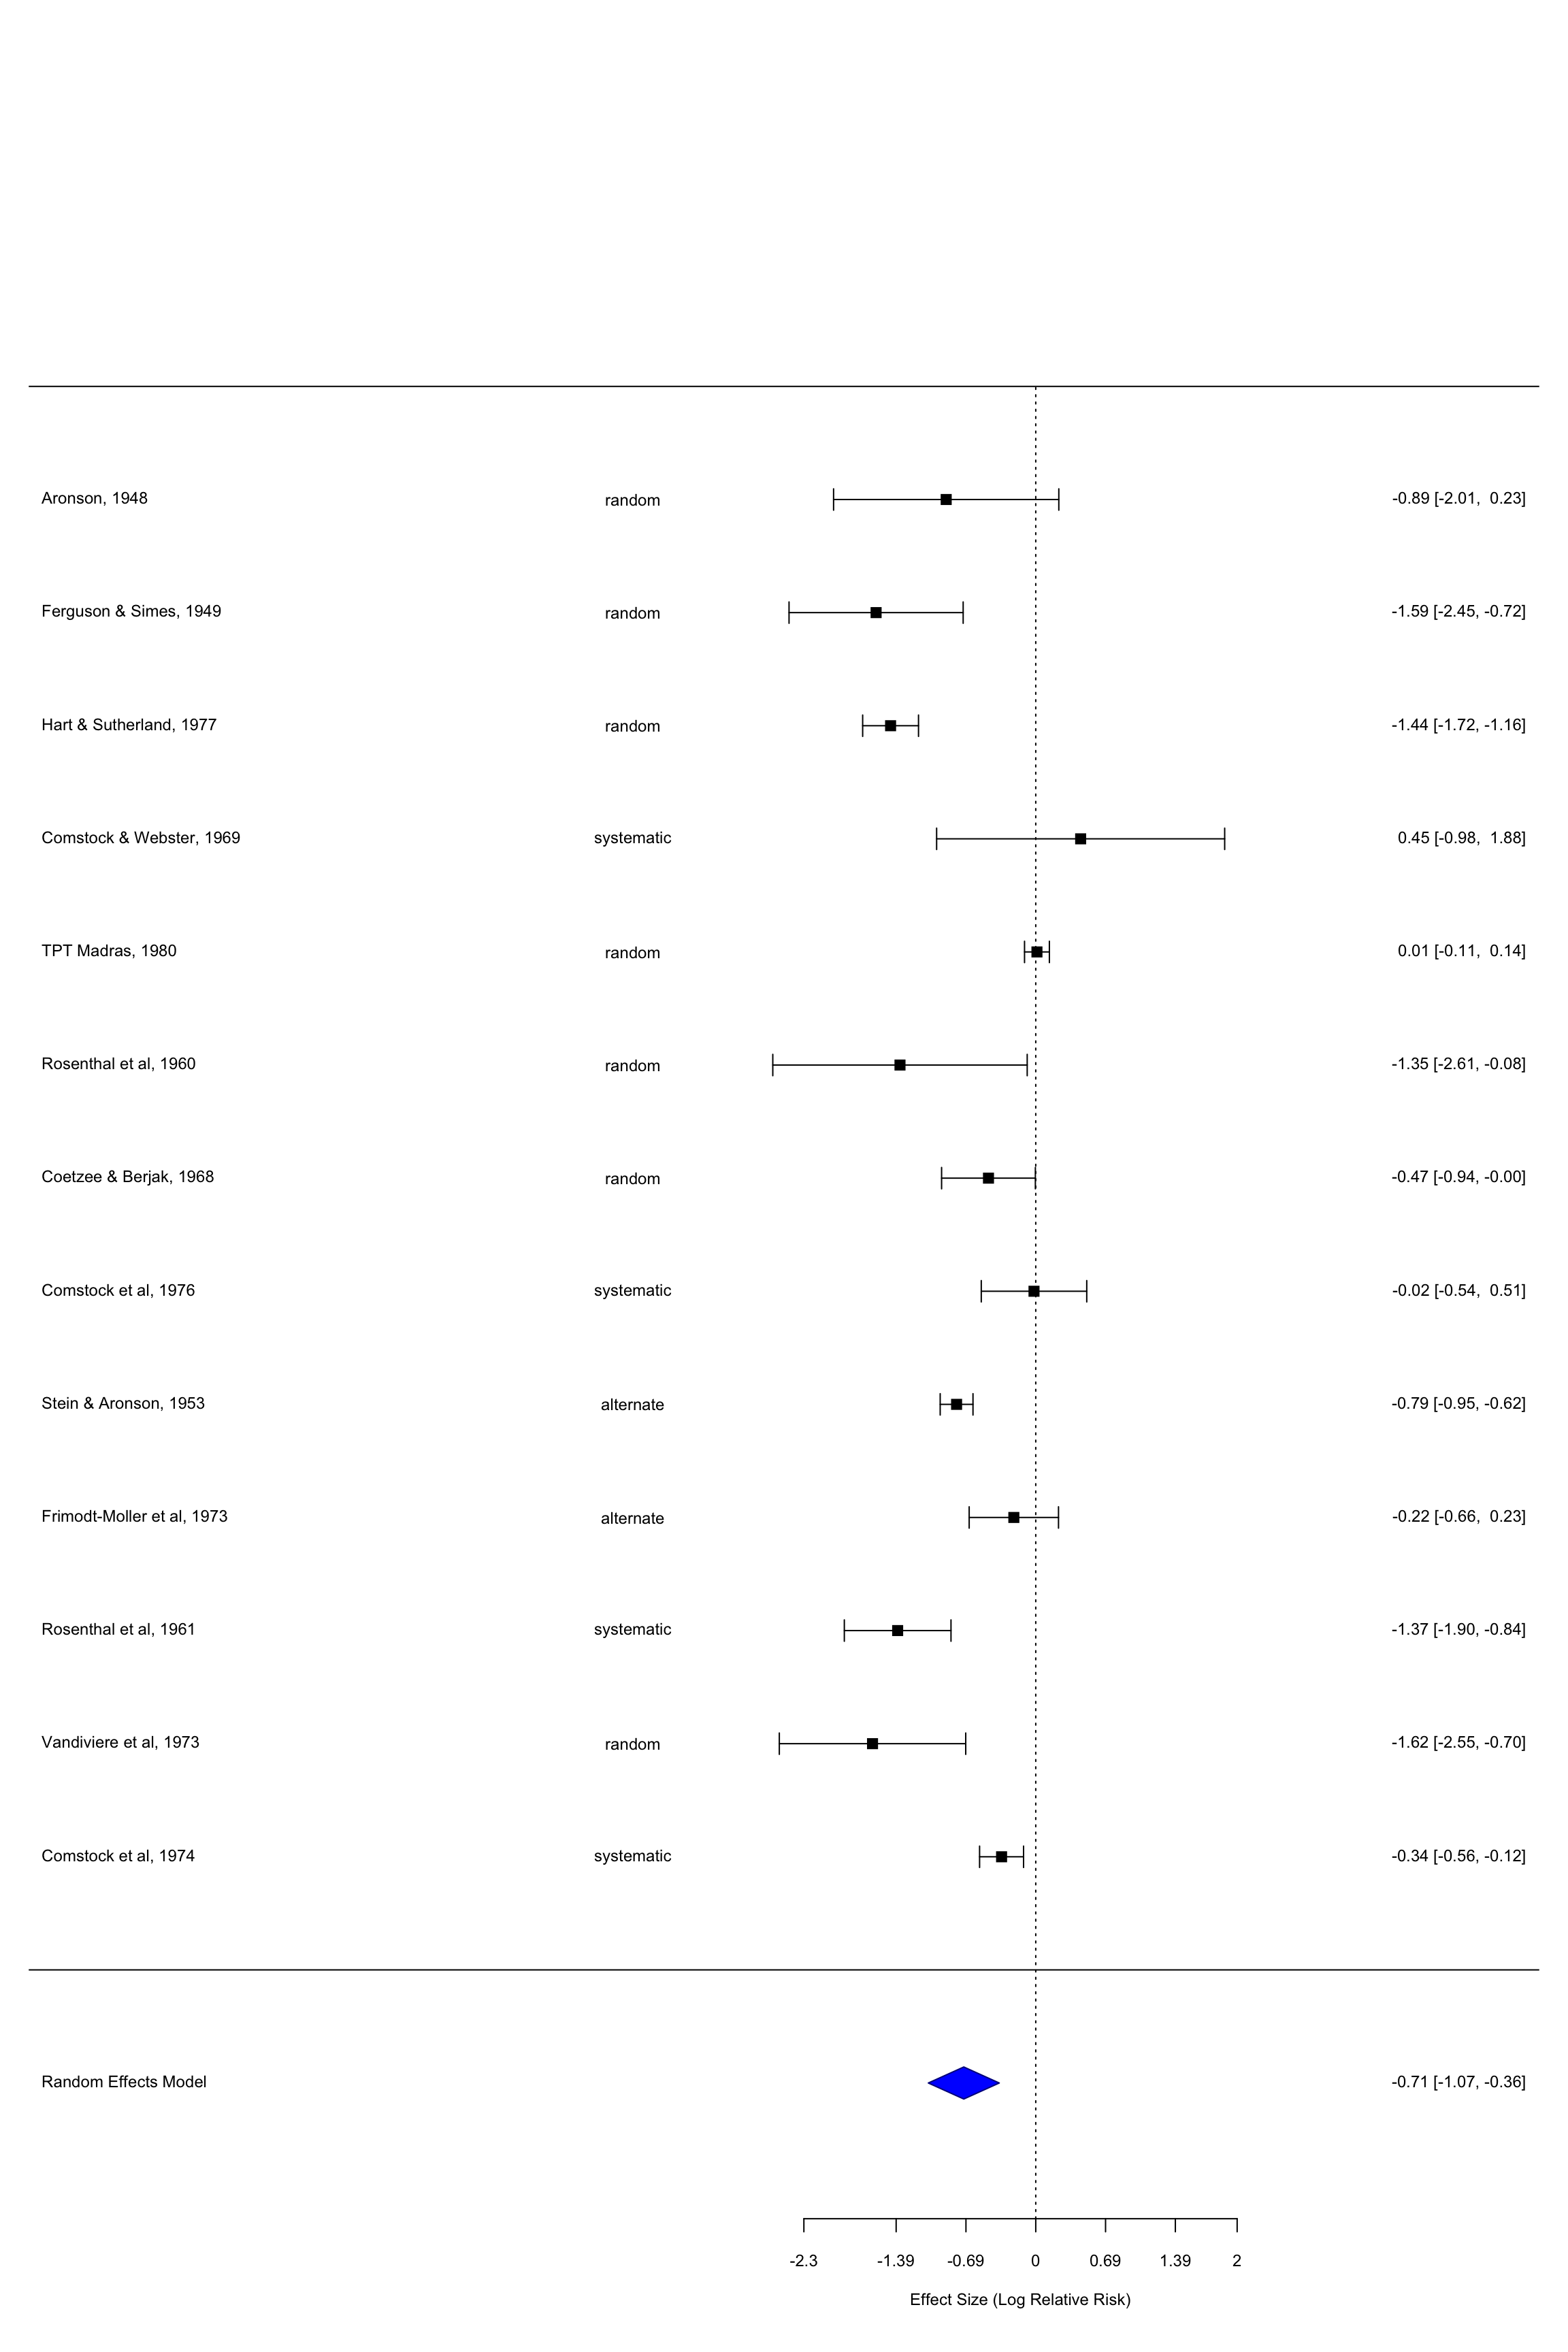 Aronson, 1948 random -0.89 [-2.01,  0.23]
Ferguson & Simes, 1949 random -1.59 [-2.45, -0.72]
Hart & Sutherland, 1977 random -1.44 [-1.72, -1.16]
Comstock & Webster, 1969 systematic 0.45 [-0.98,  1.88]
TPT Madras, 1980 random 0.01 [-0.11,  0.14]
Rosenthal et al, 1960 random -1.35 [-2.61, -0.08]
Coetzee & Berjak, 1968 random -0.47 [-0.94, -0.00]
Comstock et al, 1976 systematic -0.02 [-0.54,  0.51]
Stein & Aronson, 1953 alternate -0.79 [-0.95, -0.62]
Frimodt-Moller et al, 1973 alternate -0.22 [-0.66,  0.23]
Rosenthal et al, 1961 systematic -1.37 [-1.90, -0.84]
Vandiviere et al, 1973 random -1.62 [-2.55, -0.70]
Comstock et al, 1974 systematic -0.34 [-0.56, -0.12]
Random Effects Model -0.71 [-1.07, -0.36]
-2.3 -1.39 -0.69 0 0.69 1.39 2
Effect Size (Log Relative Risk)